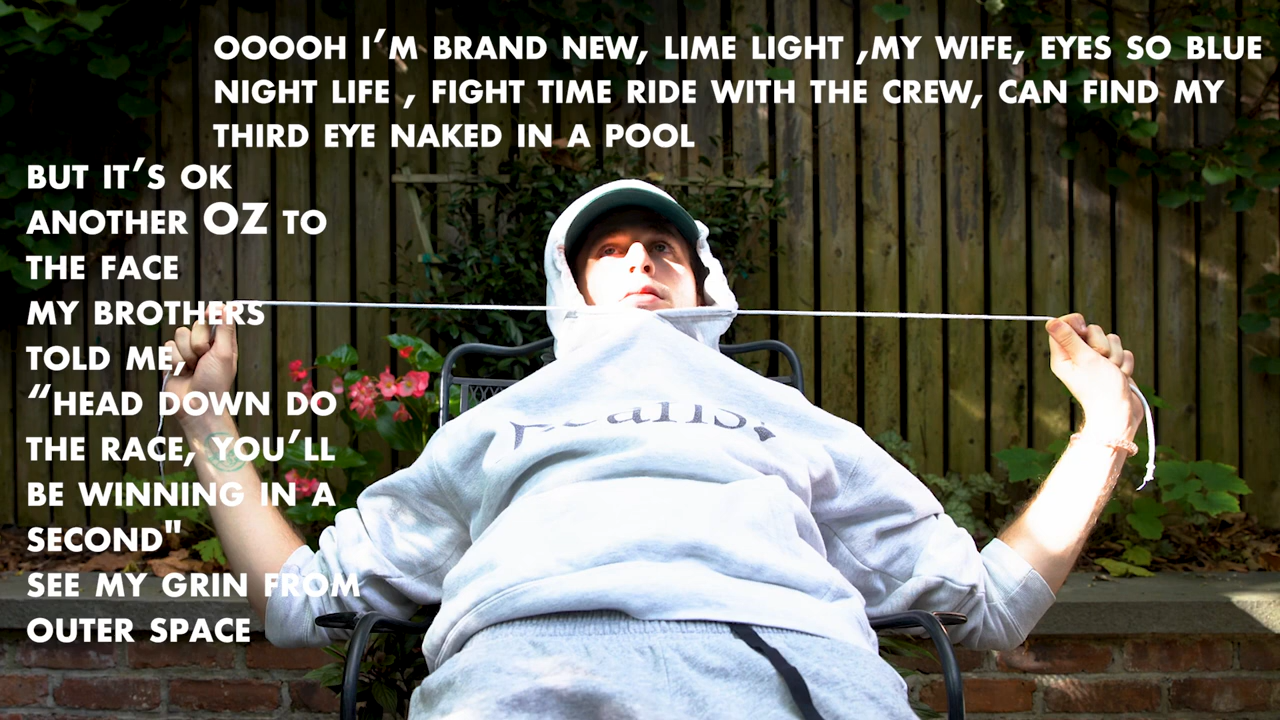 OOOOH I'M BRAND NEW, LIME LIGHT ,MY WIFE, EYES SO BLUE
NIGHT LIFE , FIGHT TIME RIDE WITH THE CREW, CAN FIND MY
THIRD EYE NAKED IN A POOL
BUT IT'S OK
ANOTHER OZ TO
THE FACE
MY BROTHERS
TOLD ME,
“HEAD DOWN DO
THE RACE, YOU'LL
BE WINNING IN A
SECOND"
SEE MY GRIN FROM
OUTER SPACE